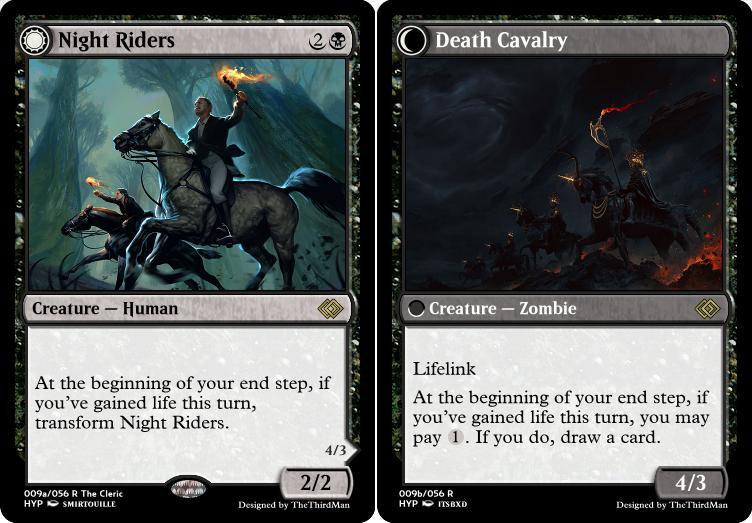 Night Riders
2
Creature — Human
At the beginning of your end step, if
you've gained life this turn,
transform Night Riders.
4/3
2/2
009a/056 R The Cleric
HYP SMIRTOUILLE
Designed by TheThirdMan
Death Cavalry
Creature — Zombie
Lifelink
At the beginning of your end step, if
you've gained life this turn, you may
pay 1. If you do, draw a card.
4/3
009b/056 R
HYP ITSBXD
Designed by TheThirdMan